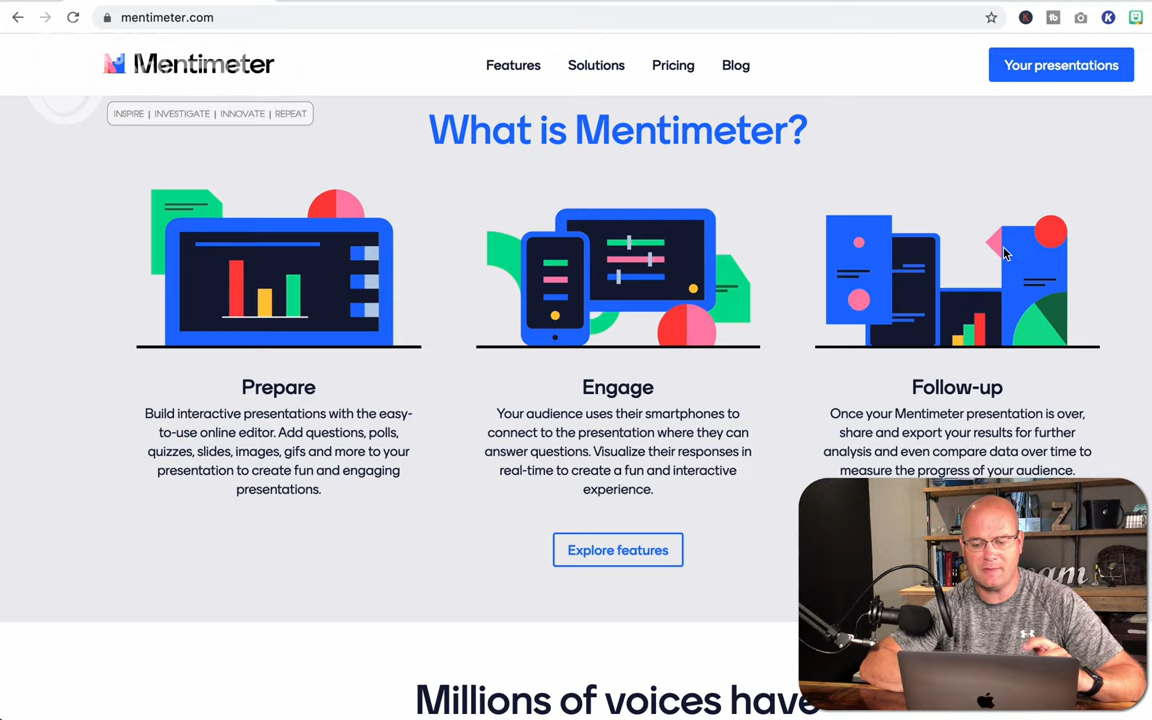 mentimeter.com
Mentimeter
Features
Solutions
Pricing
Blog
Your presentations
INSPIRE | INVESTIGATE | INNOVATE | REPEAT
What is Mentimeter?
Prepare
Build interactive presentations with the easy-
to-use online editor. Add questions, polls,
quizzes, slides, images, gifs and more to your
presentation to create fun and engaging
presentations.
Engage
Your audience uses their smartphones to
connect to the presentation where they can
answer questions. Visualize their responses in
real-time to create a fun and interactive
experience.
Follow-up
Once your Mentimeter presentation is over,
share and export your results for further
analysis and even compare data over time to
measure the progress of your audience.
Explore features
Millions of voices have